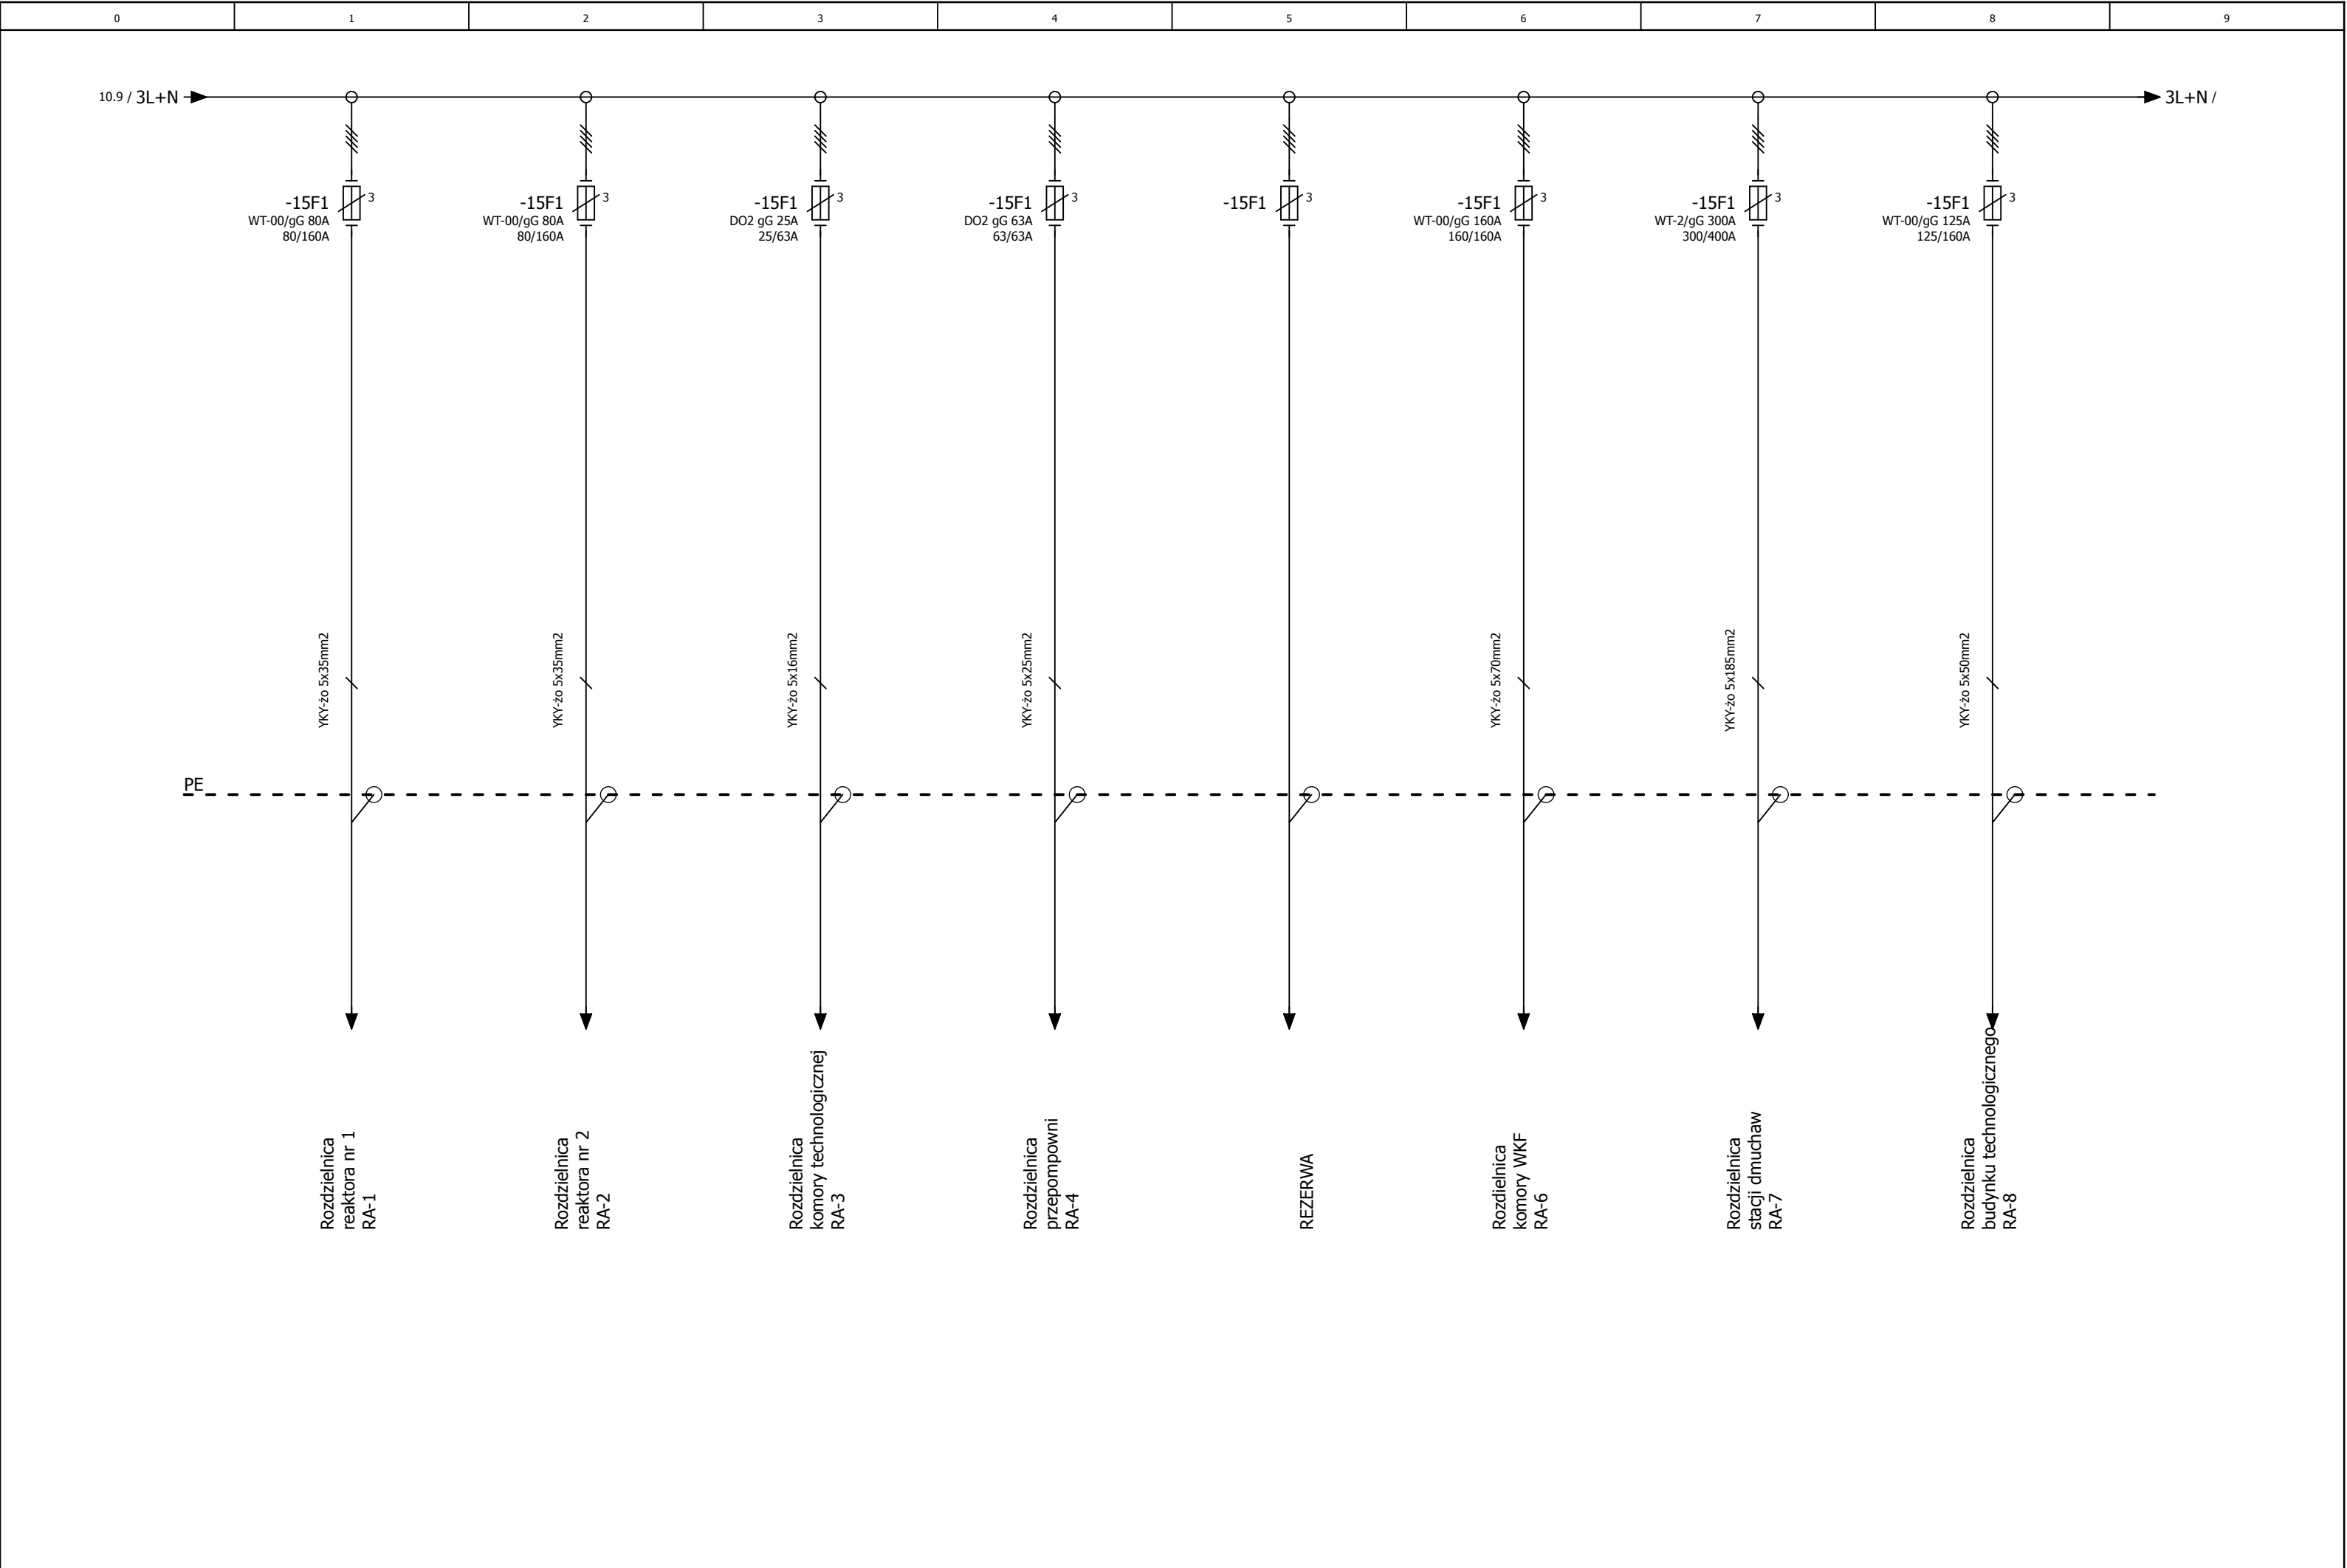 0 1 2 3 4 5 6 7 8 9
10.9 / 3L+N
3L+N /
-15F1
3
WT-00/gG 80A
80/160A
-15F1
3
WT-00/gG 80A
80/160A
-15F1
3
DO2 gG 25A
25/63A
-15F1
3
DO2 gG 63A
63/63A
-15F1
3
-15F1
3
WT-00/gG 160A
160/160A
-15F1
3
WT-2/gG 300A
300/400A
-15F1
3
WT-00/gG 125A
125/160A
YKY-żo 5x35mm2
YKY-żo 5x35mm2
YKY-żo 5x16mm2
YKY-żo 5x25mm2
YKY-żo 5x70mm2
YKY-żo 5x185mm2
YKY-żo 5x50mm2
PE
Rozdzielnica
reaktora nr 1
RA-1
Rozdzielnica
reaktora nr 2
RA-2
Rozdzielnica
komory technologicznej
RA-3
Rozdzielnica
przepompowni
RA-4
REZERWA
Rozdielnica
komory WKF
RA-6
Rozdzielnica
stacji dmuchaw
RA-7
Rozdzielnica
budynku technologicznego
RA-8